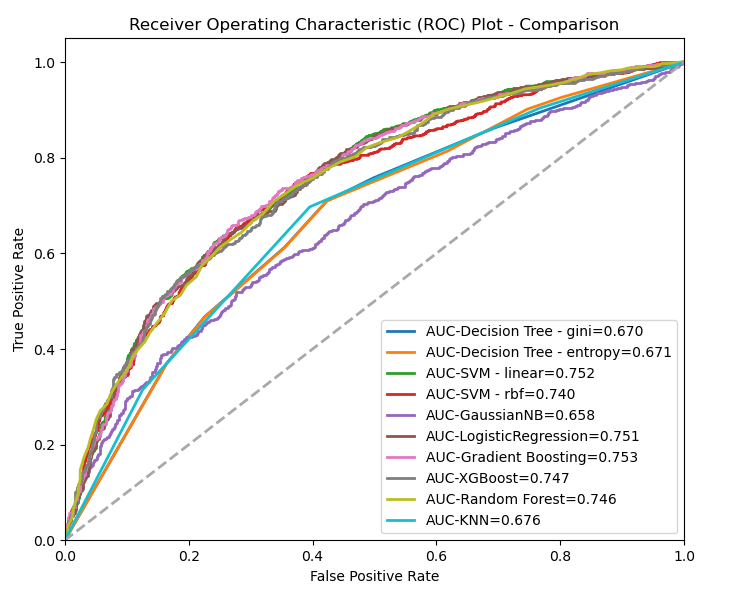 Receiver Operating Characteristic (ROC) Plot - Comparison
True Positive Rate
1.0
0.8
0.6
0.4
0.2
0.0
AUC-Decision Tree - gini=0.670
AUC-Decision Tree - entropy=0.671
AUC-SVM - linear=0.752
AUC-SVM - rbf=0.740
AUC-GaussianNB=0.658
AUC-LogisticRegression=0.751
AUC-Gradient Boosting=0.753
AUC-XGBoost=0.747
AUC-Random Forest=0.746
AUC-KNN=0.676
0.0 0.2 0.4 0.6 0.8 1.0
False Positive Rate